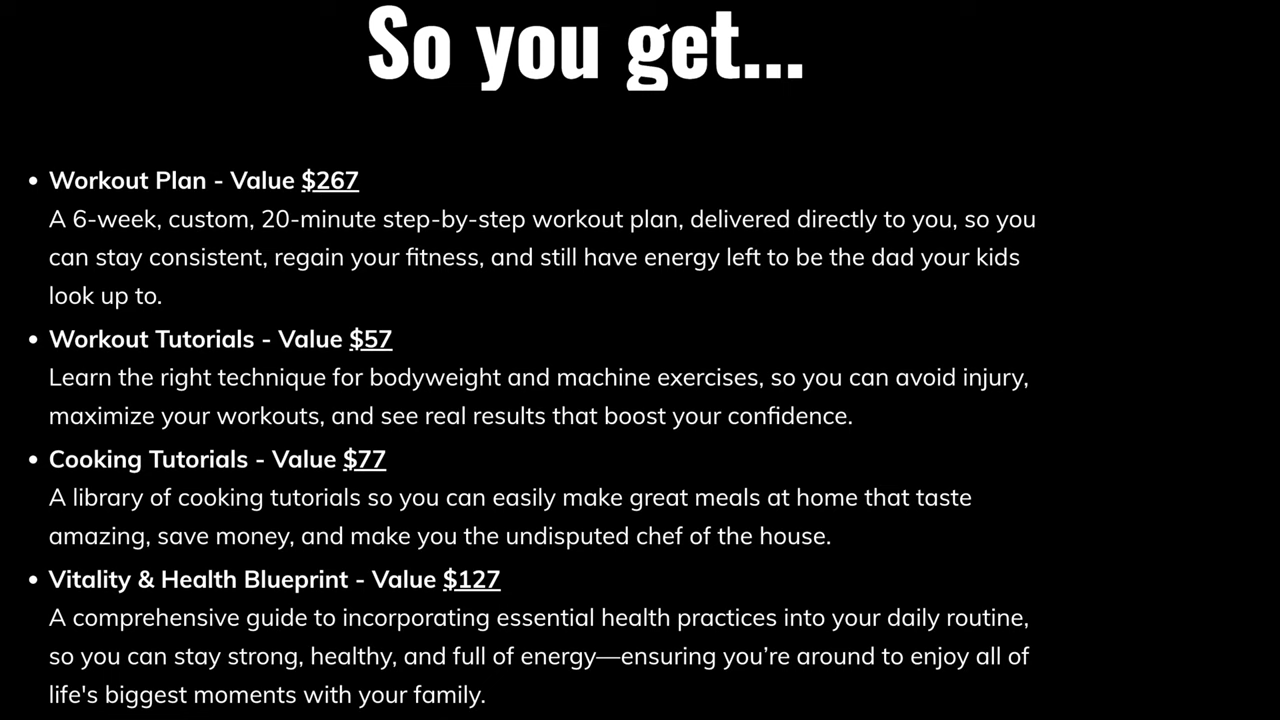 So you get...
• Workout Plan - Value $267
A 6-week, custom, 20-minute step-by-step workout plan, delivered directly to you, so you
can stay consistent, regain your fitness, and still have energy left to be the dad your kids
look up to.
• Workout Tutorials - Value $57
Learn the right technique for bodyweight and machine exercises, so you can avoid injury,
maximize your workouts, and see real results that boost your confidence.
• Cooking Tutorials - Value $77
A library of cooking tutorials so you can easily make great meals at home that taste
amazing, save money, and make you the undisputed chef of the house.
• Vitality & Health Blueprint - Value $127
A comprehensive guide to incorporating essential health practices into your daily routine,
so you can stay strong, healthy, and full of energy—ensuring you’re around to enjoy all of
life's biggest moments with your family.